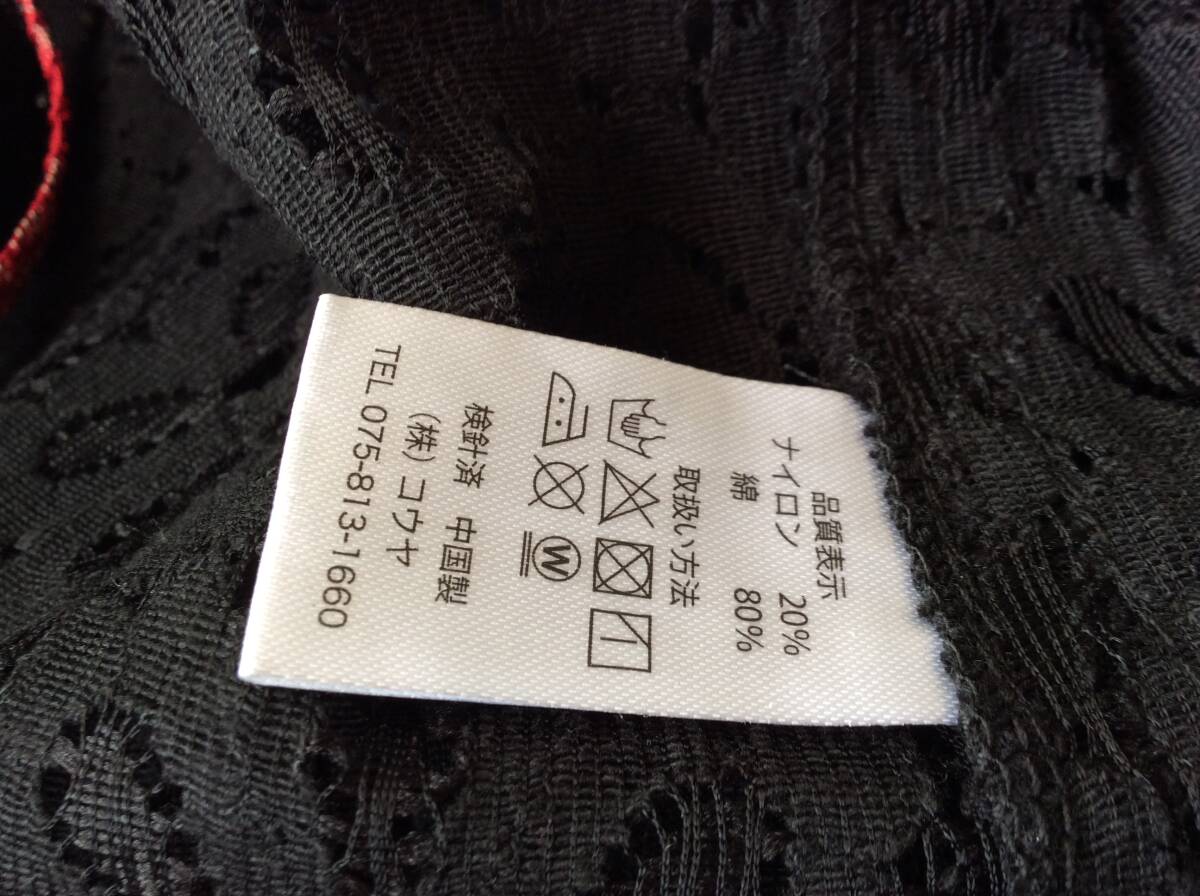 品質表示
ナイロン 20%
綿 80%
取扱い方法
W
検針済 中国製
(株)コウヤ
TEL 075-813-1660